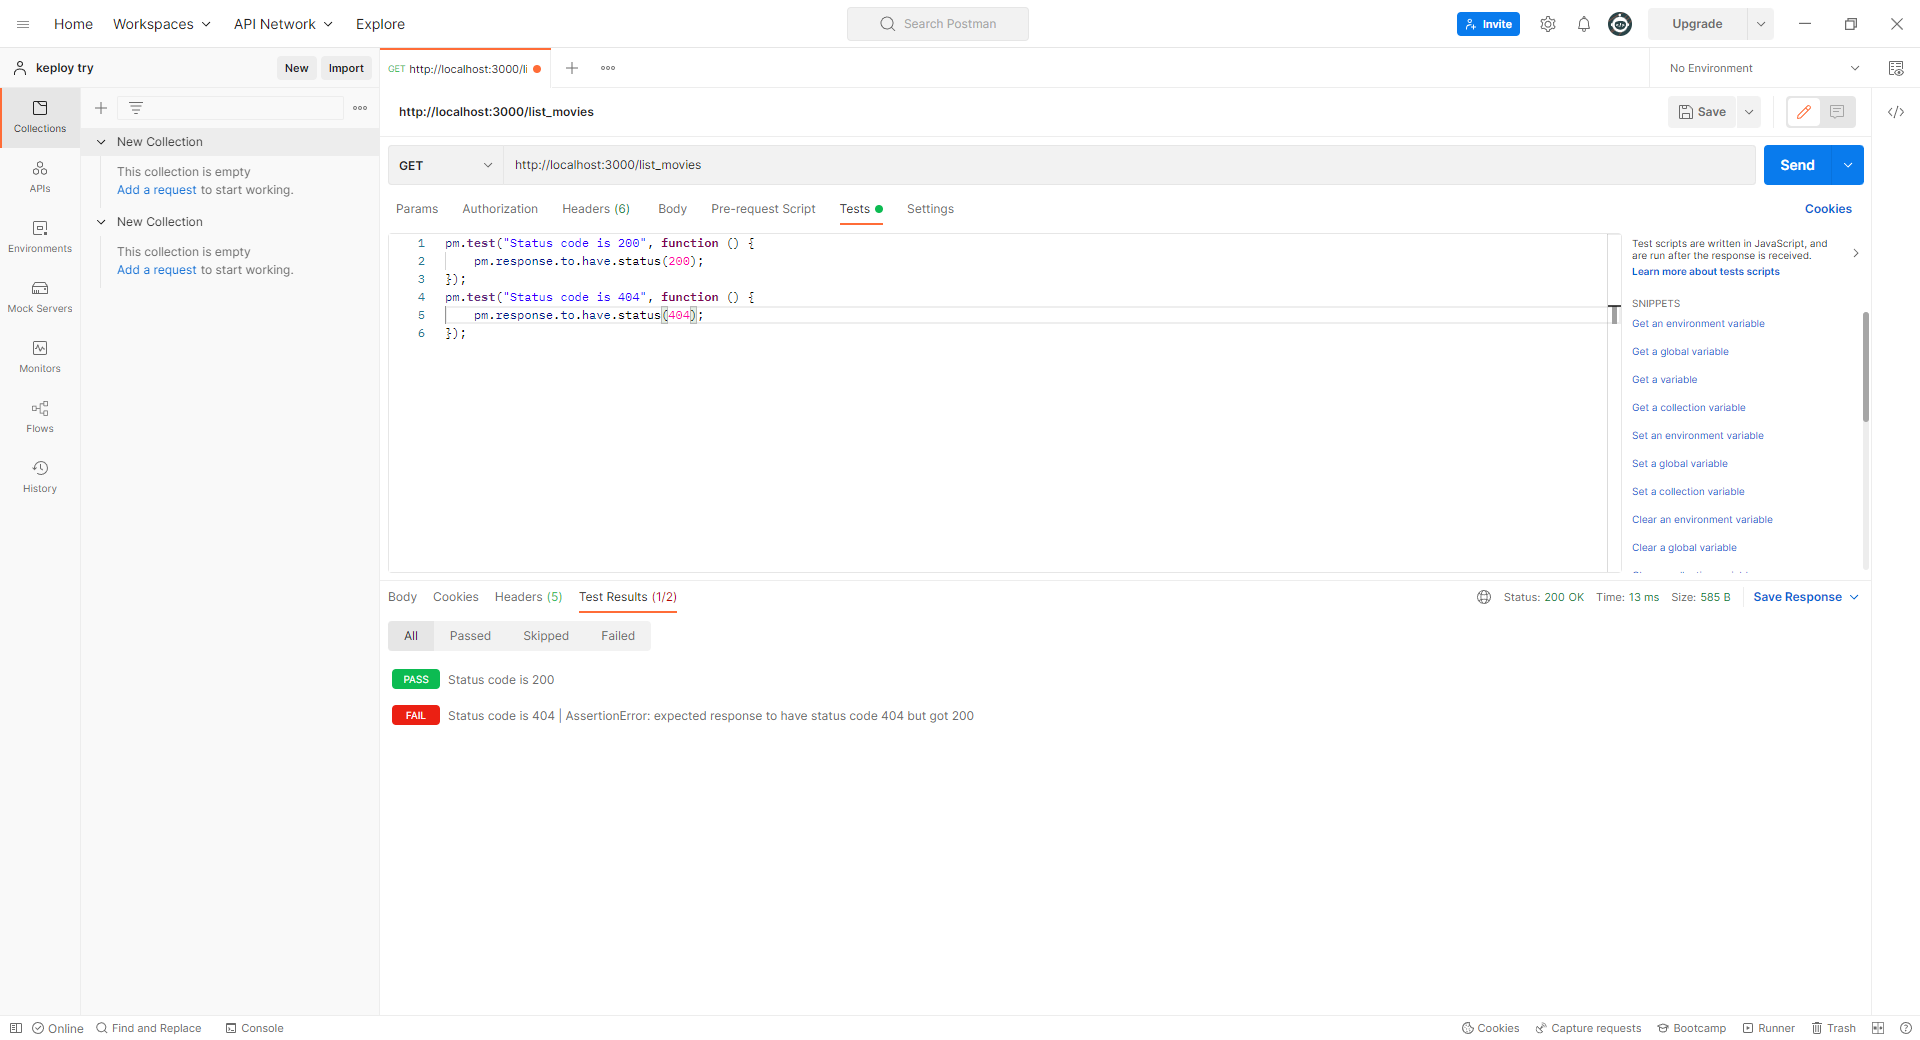 Home Workspaces API Network Explore Search Postman Invite Upgrade
keploy try New Import GET http://localhost:3000/li No Environment
Collections
APIs
Environments
Mock Servers
Monitors
Flows
History
New Collection
This collection is empty
Add a request to start working.
New Collection
This collection is empty
Add a request to start working.
http://localhost:3000/list_movies Save
GET http://localhost:3000/list_movies Send
Params Authorization Headers (6) Body Pre-request Script Tests Settings Cookies
1 pm.test("Status code is 200", function () {
2 pm.response.to.have.status(200);
3 });
4 pm.test("Status code is 404", function () {
5 pm.response.to.have.status(404);
6 });
Test scripts are written in JavaScript, and
are run after the response is received.
Learn more about tests scripts
SNIPPETS
Get an environment variable
Get a global variable
Get a variable
Get a collection variable
Set an environment variable
Set a global variable
Set a collection variable
Clear an environment variable
Clear a global variable
Body Cookies Headers (5) Test Results (1/2) Status: 200 OK Time: 13 ms Size: 585 B Save Response
All Passed Skipped Failed
PASS Status code is 200
FAIL Status code is 404 | AssertionError: expected response to have status code 404 but got 200
Online Find and Replace Console Cookies Capture requests Bootcamp Runner Trash